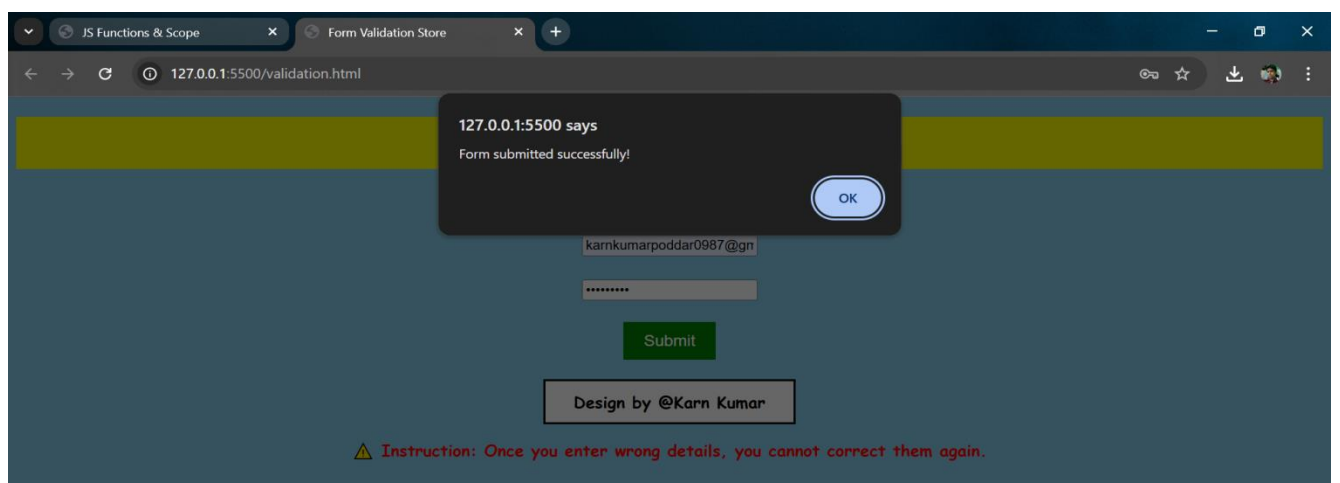 JS Functions & Scope
Form Validation Store
127.0.0.1:5500/validation.html
127.0.0.1:5500 says
Form submitted successfully!
OK
karnkumarpoddar0987@gm
Submit
Design by @Karn Kumar
⚠ Instruction: Once you enter wrong details, you cannot correct them again.